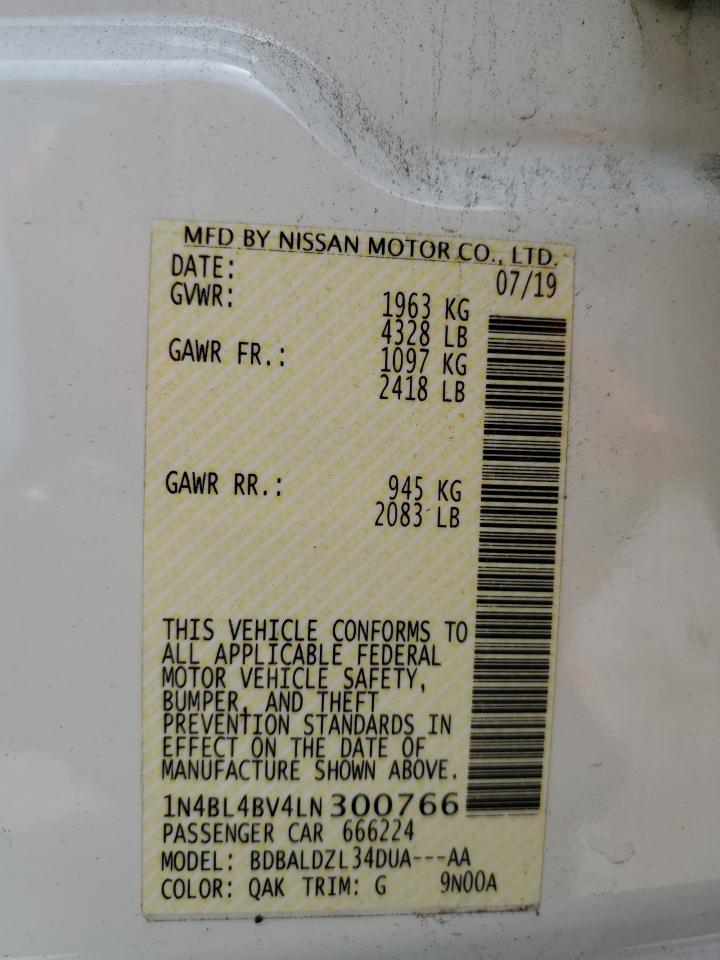 MFD BY NISSAN MOTOR CO., LTD.
DATE: 07/19
GVWR: 1963 KG
4328 LB
GAWR FR.: 1097 KG
2418 LB
GAWR RR.: 945 KG
2083 LB
THIS VEHICLE CONFORMS TO
ALL APPLICABLE FEDERAL
MOTOR VEHICLE SAFETY,
BUMPER, AND THEFT
PREVENTION STANDARDS IN
EFFECT ON THE DATE OF
MANUFACTURE SHOWN ABOVE.
1N4BL4BV4LN300766
PASSENGER CAR 666224
MODEL: BDBALDZL34DUA---AA
COLOR: QAK TRIM: G 9N00A